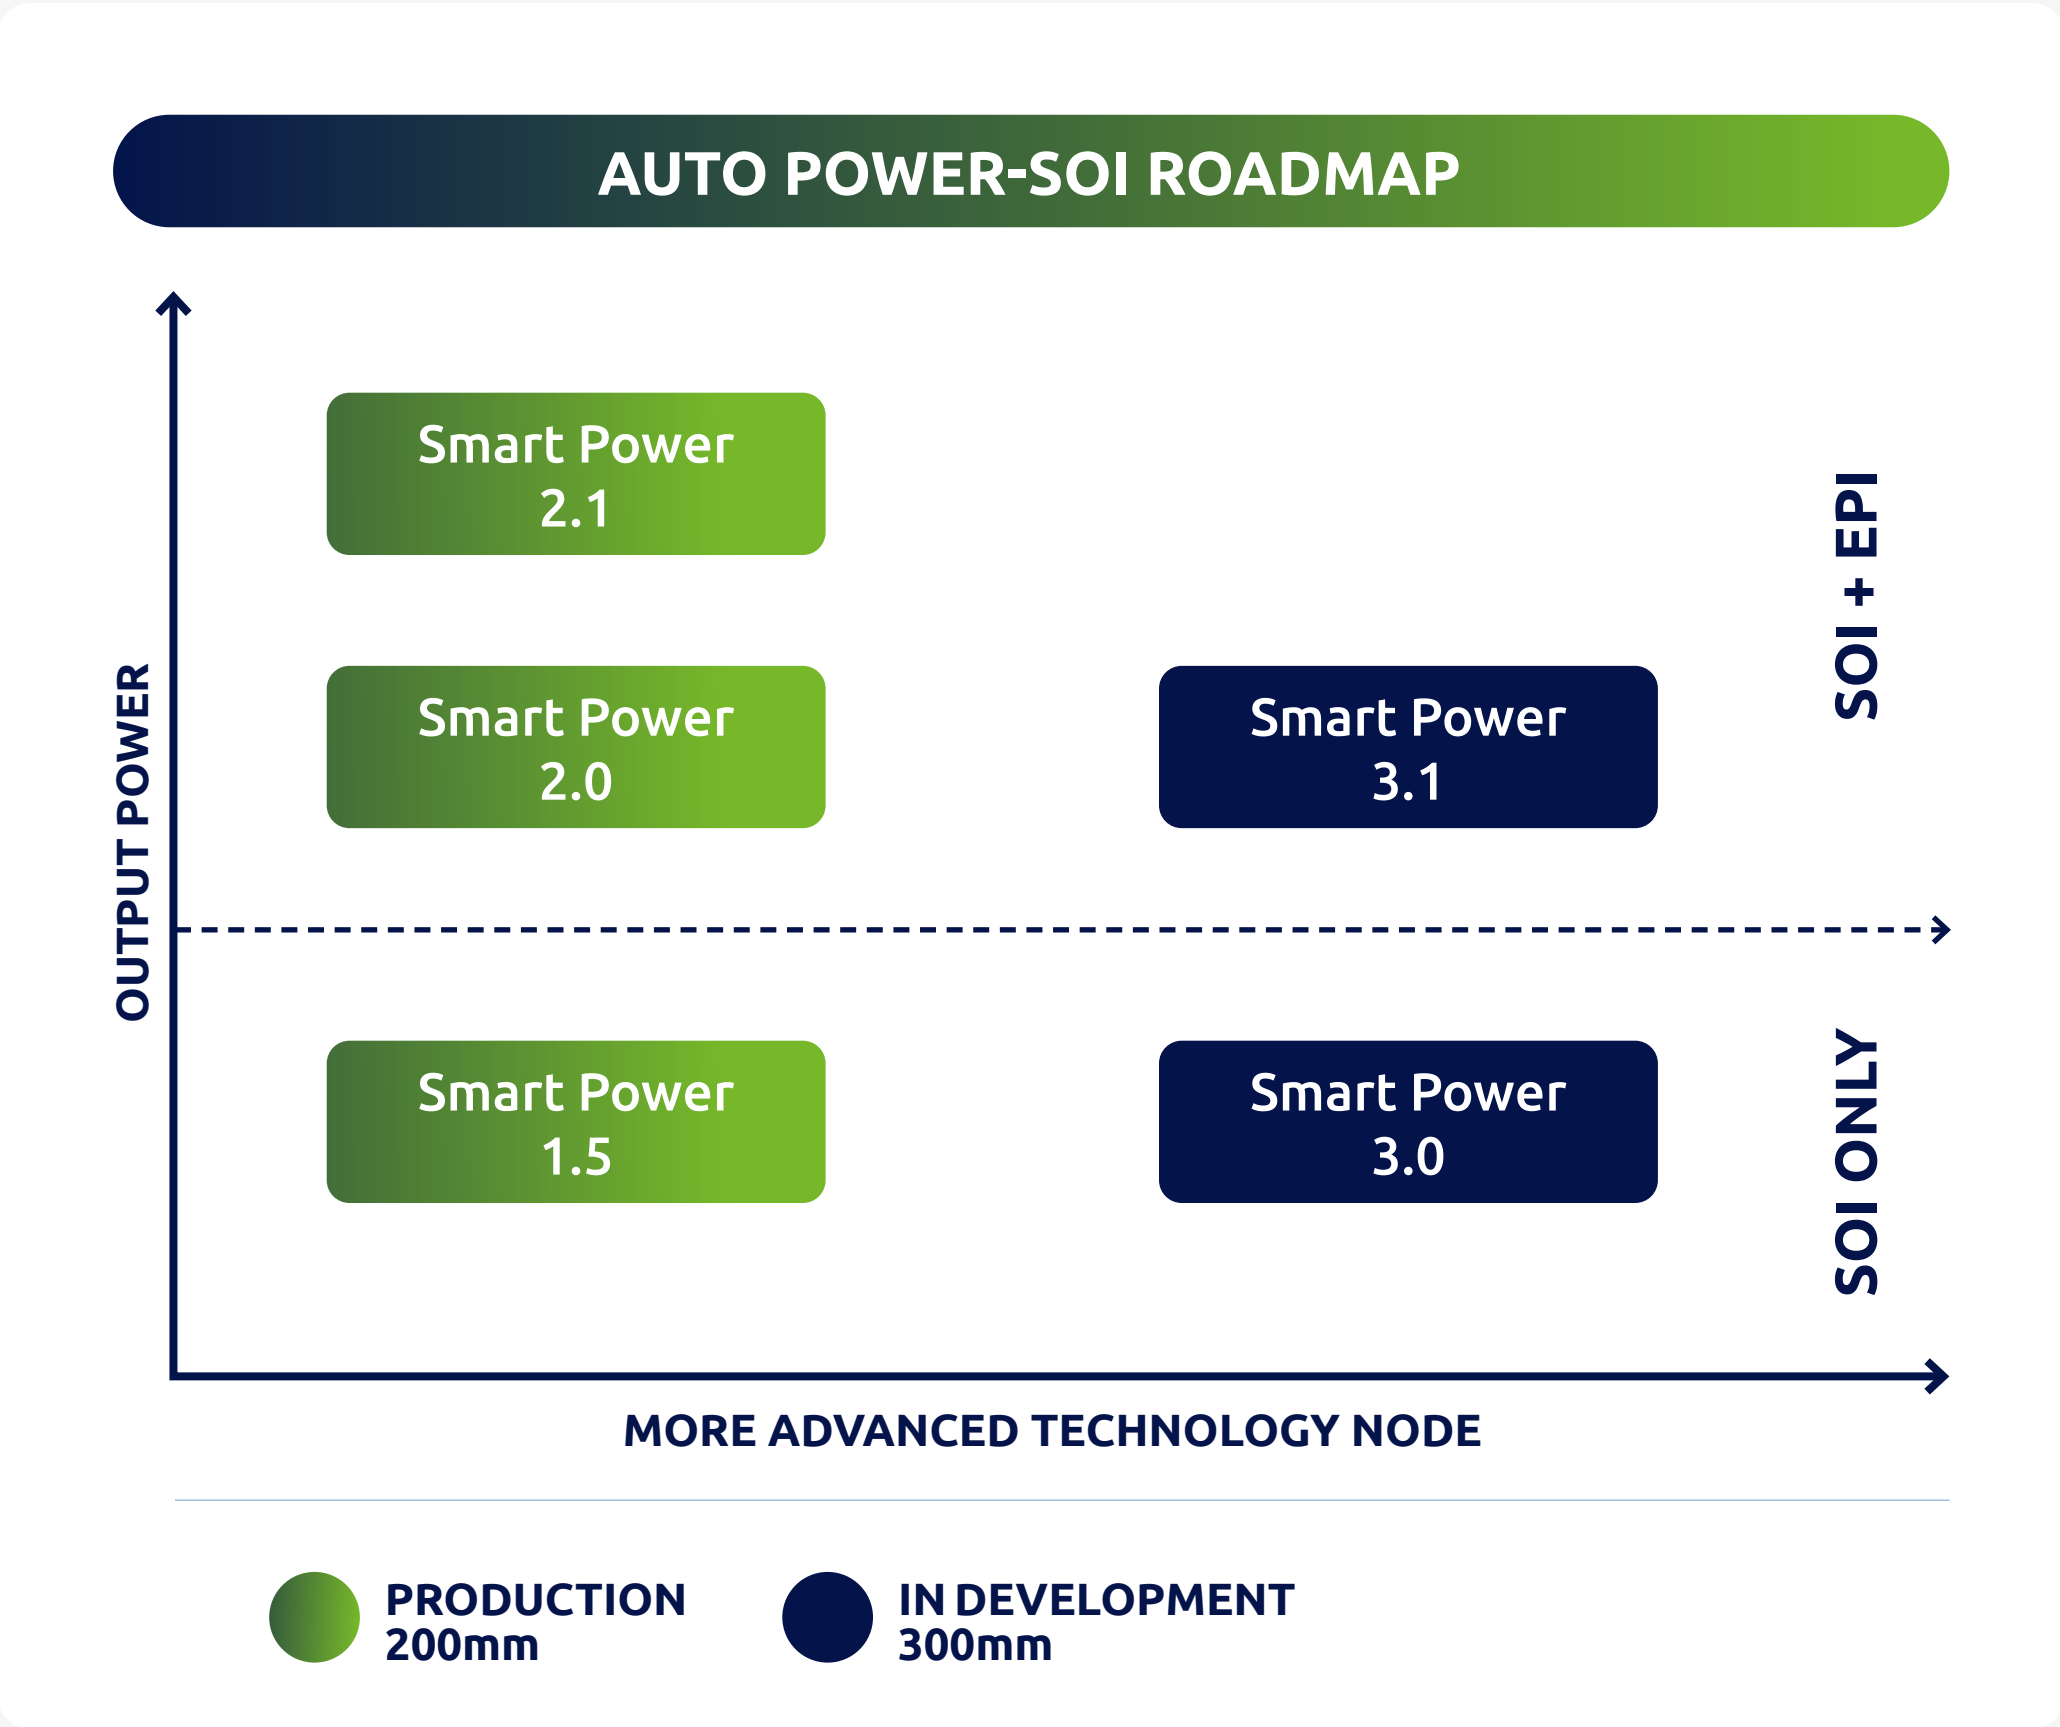 AUTO POWER-SOI ROADMAP
OUTPUT POWER
Smart Power
2.1
Smart Power
2.0
Smart Power
3.1
SOI + EPI
Smart Power
1.5
Smart Power
3.0
SOI ONLY
MORE ADVANCED TECHNOLOGY NODE
PRODUCTION
200mm
IN DEVELOPMENT
300mm